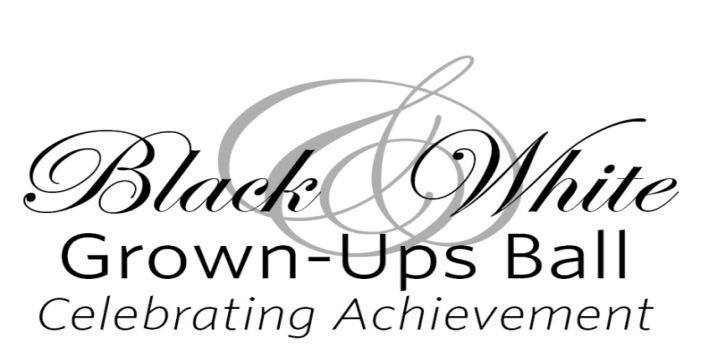 Black & White
Grown-Ups Ball
Celebrating Achievement